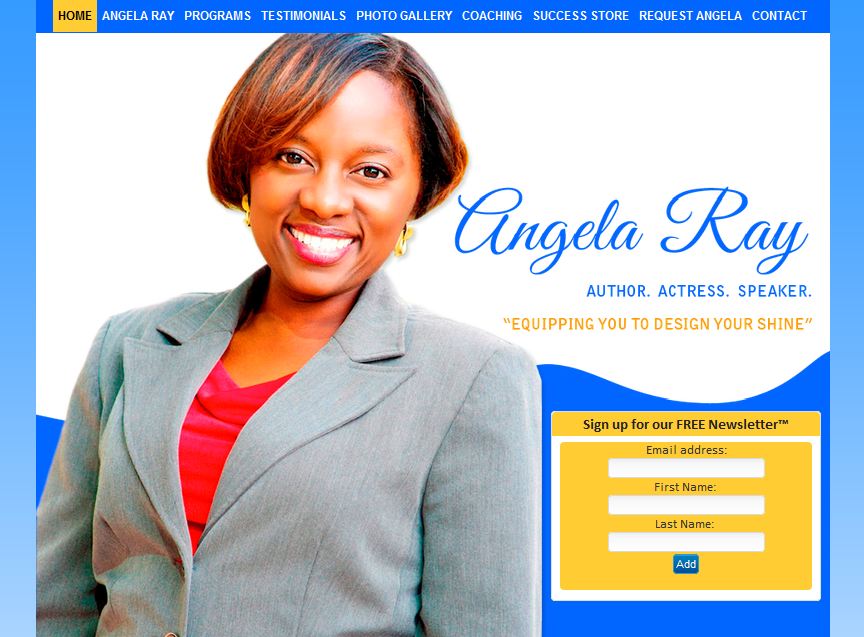 HOME ANGELA RAY PROGRAMS TESTIMONIALS PHOTO GALLERY COACHING SUCCESS STORE REQUEST ANGELA CONTACT
Angela Ray
AUTHOR. ACTRESS. SPEAKER.
“EQUIPPING YOU TO DESIGN YOUR SHINE”
Sign up for our FREE Newsletter™
Email address:
First Name:
Last Name:
Add